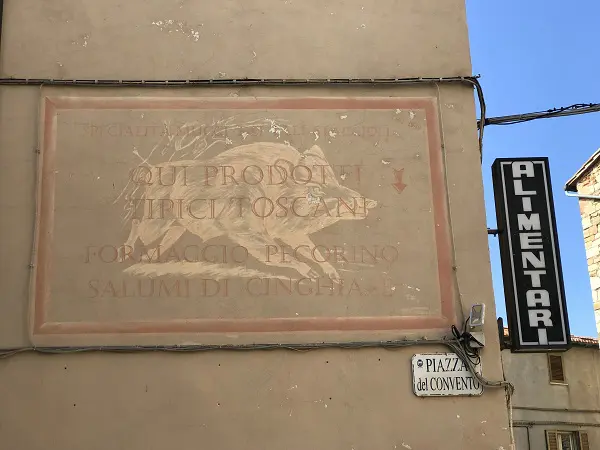 QUI PRODOTTI
TIPICI TOSCANI
FORMAGGIO PECORINO
SALUMI DI CINGHIALE
ALIMENTARI
PIAZZA
del CONVENTO